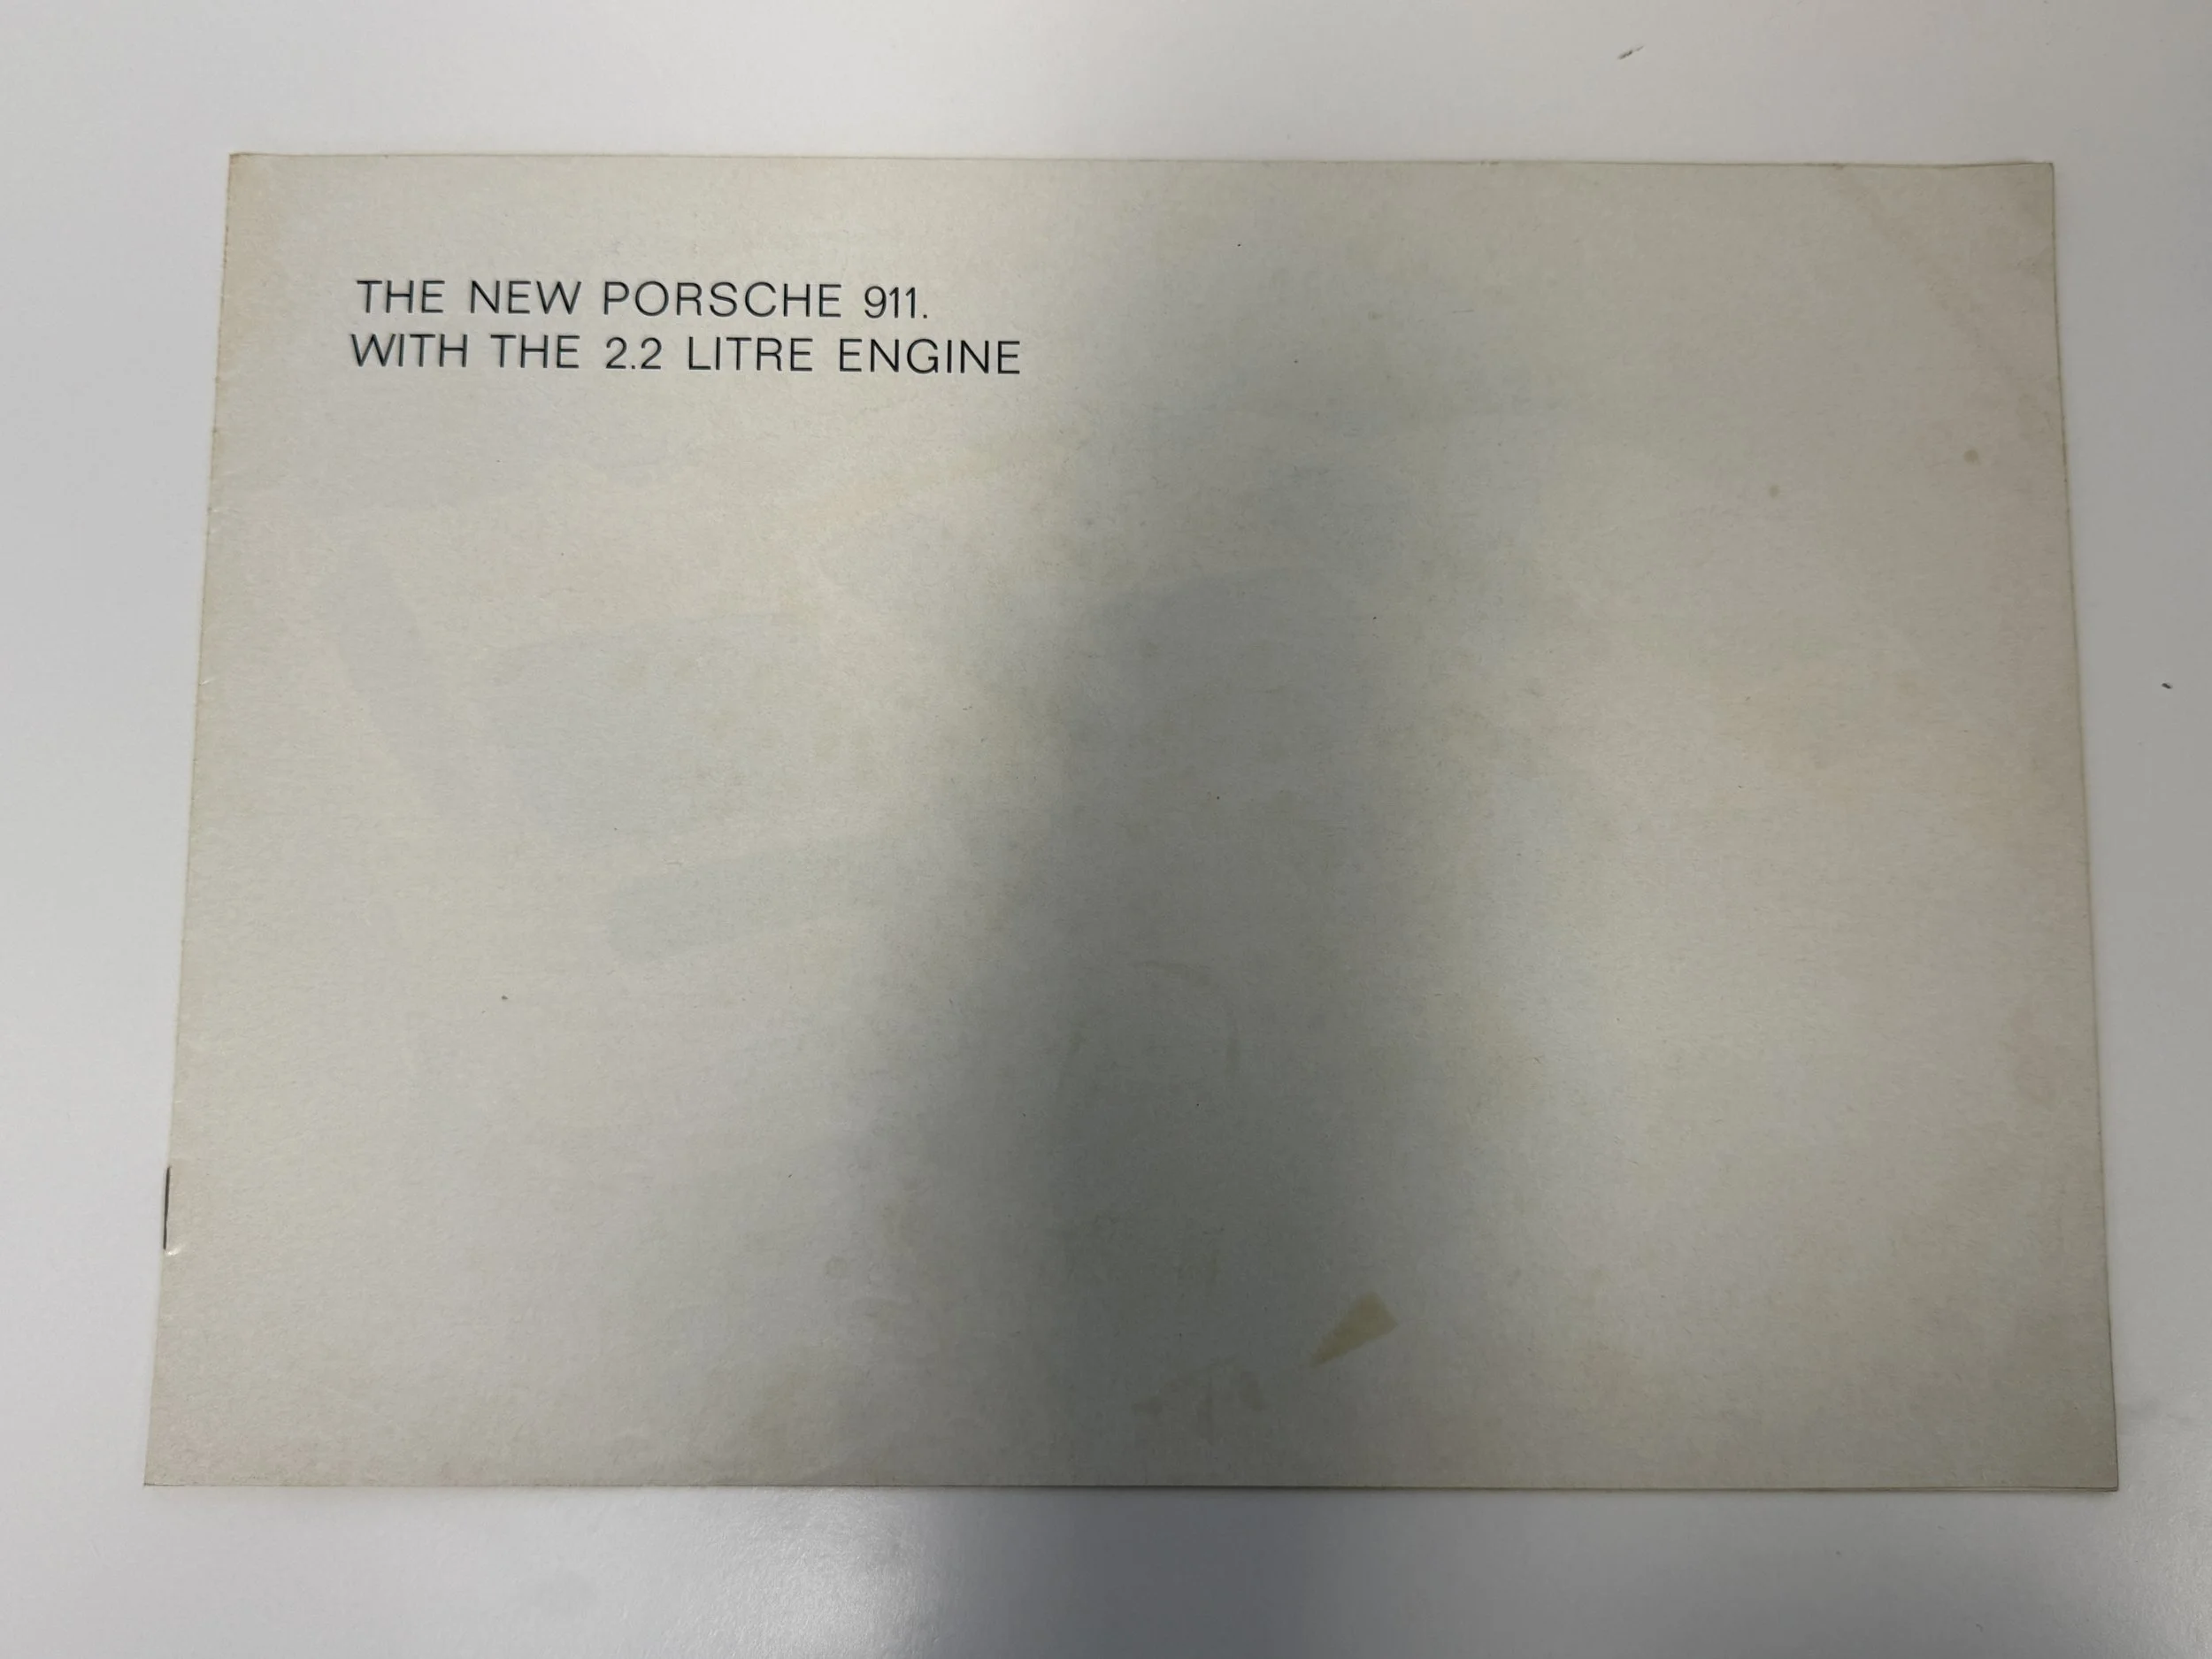 THE NEW PORSCHE 911.
WITH THE 2.2 LITRE ENGINE